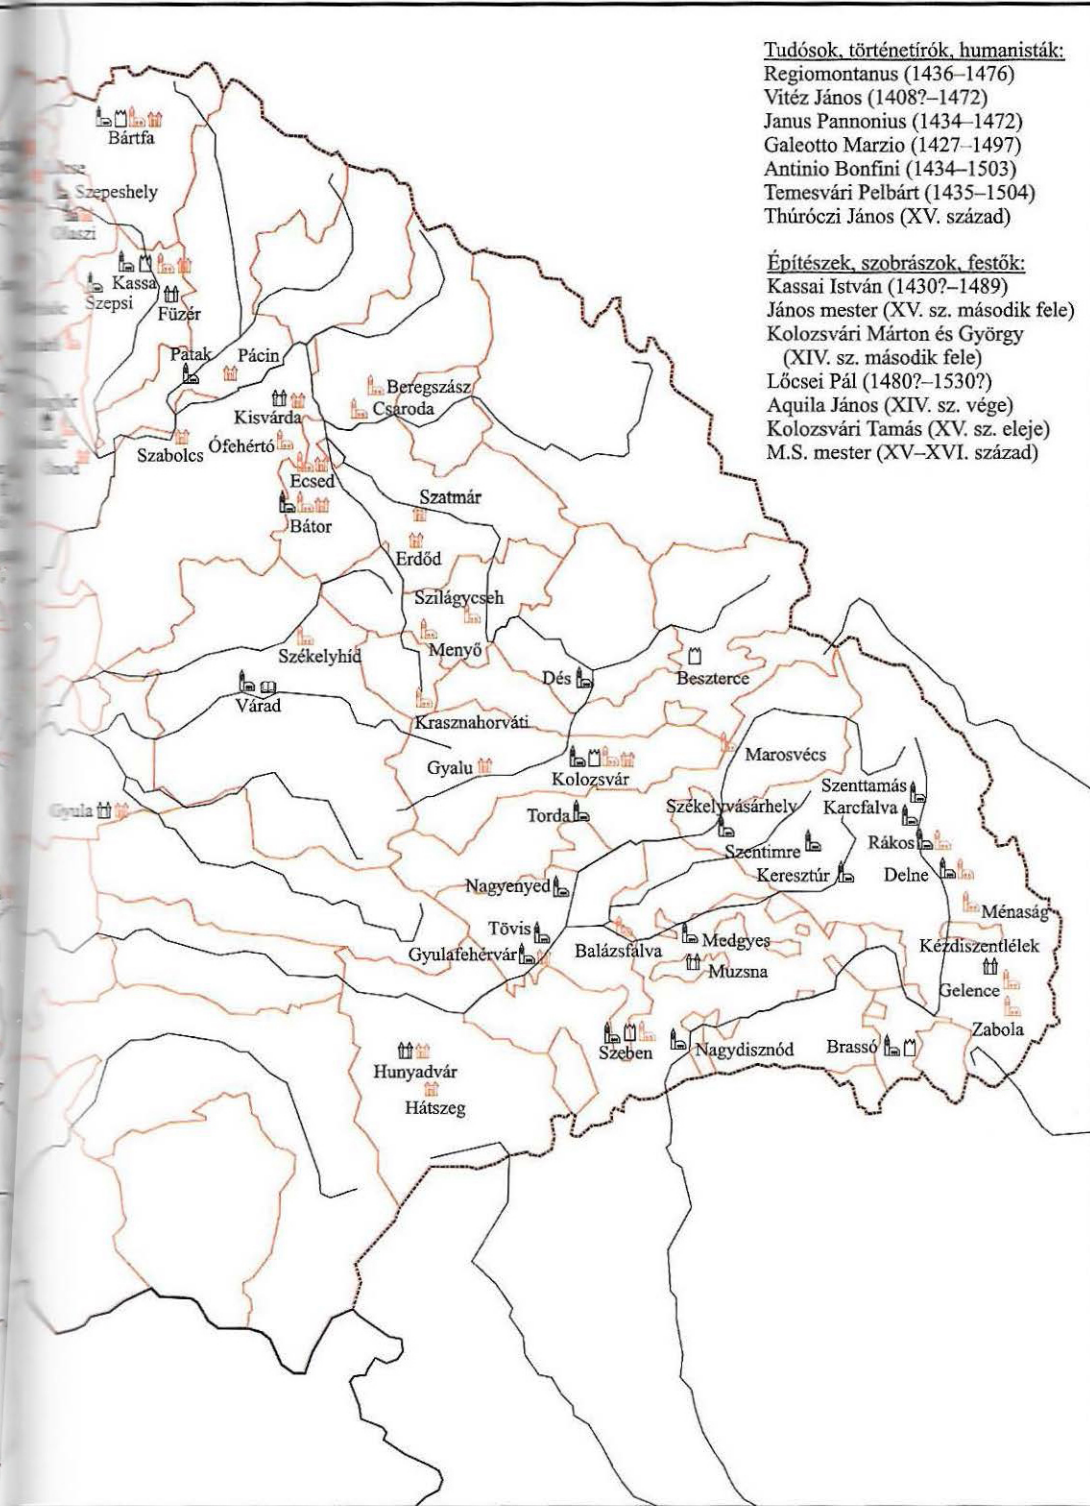 Tudósok, történetírók, humanisták:
Regiomontanus (1436–1476)
Vitéz János (1408?–1472)
Janus Pannonius (1434–1472)
Galeotto Marzio (1427–1497)
Antinio Bonfini (1434–1503)
Temesvári Pelbárt (1435–1504)
Thúróczi János (XV. század)
Építészek, szobrászok, festők:
Kassai István (1430?–1489)
János mester (XV. sz. második fele)
Kolozsvári Márton és György
(XIV. sz. második fele)
Lőcsei Pál (1480?–1530?)
Aquila János (XIV. sz. vége)
Kolozsvári Tamás (XV. sz. eleje)
M.S. mester (XV–XVI. század)
Bártfa
Szepeshely
Olaszi
Kassa
Szepsi
Füzér
Patak
Pácin
Beregszász
Csaroda
Kisvárda
Ófehértó
Szabolcs
Ecsed
Szatmár
Bátor
Erdőd
Szilágycseh
Menyő
Székelyhíd
Dés
Beszterce
Várad
Krasznahorváti
Gyalu
Kolozsvár
Marosvécs
Szenttamás
Gyula
Torda
Székelyvásárhely
Karcfalva
Szentimre
Rákos
Keresztúr
Delne
Nagyenyed
Ménaság
Tövis
Medgyes
Kézdiszentlélek
Gyulafehérvár
Balázsfalva
Muzsna
Gelence
Zabola
Szeben
Nagydisznód
Brassó
Hunyadvár
Hátszeg